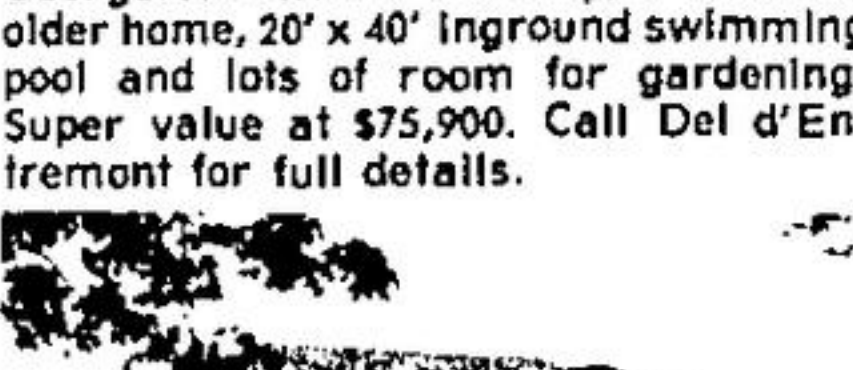 older home, 20' x 40' inground swimming
pool and lots of room for gardening
Super value at $75,900. Call Del d'En
tremont for full details.